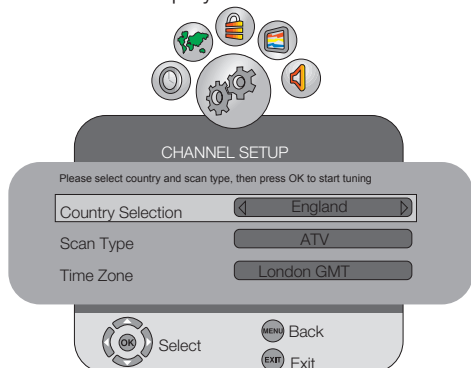 CHANNEL SETUP
Please select country and scan type, then press OK to start tuning
Country Selection England
Scan Type ATV
Time Zone London GMT
OK Select MENU Back
EXIT Exit